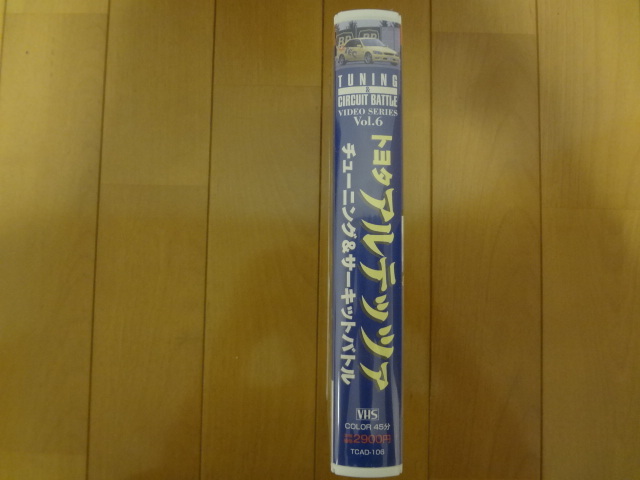 TUNING
&
CIRCUIT BATTLE
VIDEO SERIES
Vol.6
トヨタアルテッツァ
チューニング&サーキットバトル
VHS
COLOR 45分
2900円
TCAD-106